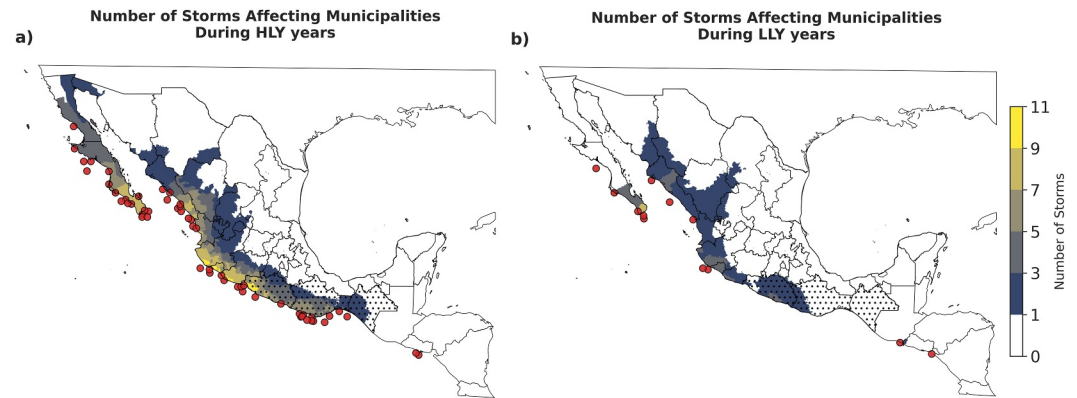 Number of Storms Affecting Municipalities
During HLY years
a)
Number of Storms Affecting Municipalities
During LLY years
b)
11
9
7
5
3
1
0
Number of Storms